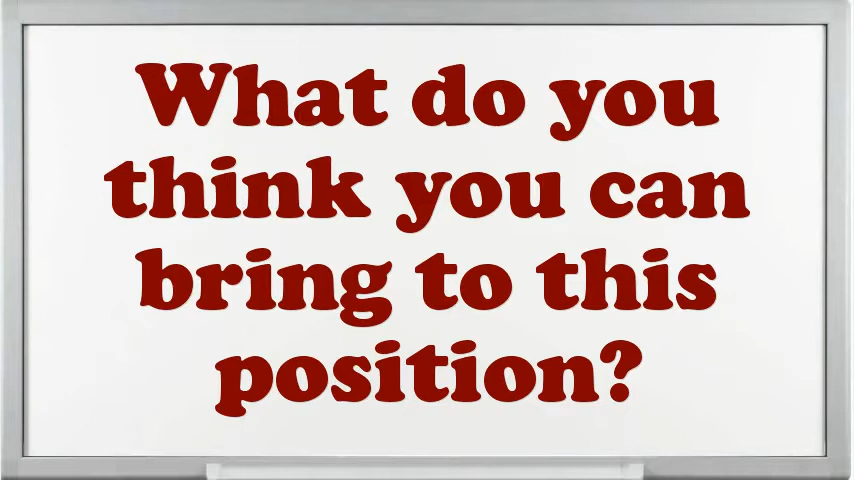 What do you
think you can
bring to this
position?